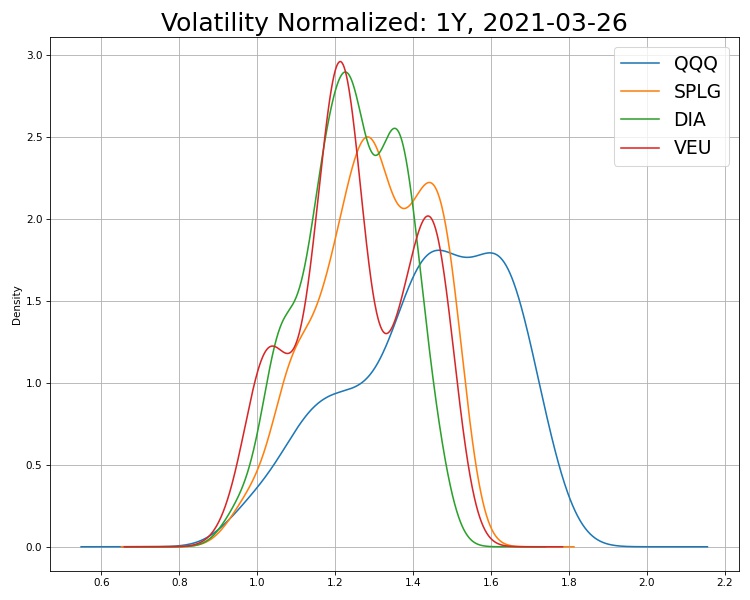 Volatility Normalized: 1Y, 2021-03-26
QQQ
SPLG
DIA
VEU
Density
3.0
2.5
2.0
1.5
1.0
0.5
0.0
0.6 0.8 1.0 1.2 1.4 1.6 1.8 2.0 2.2